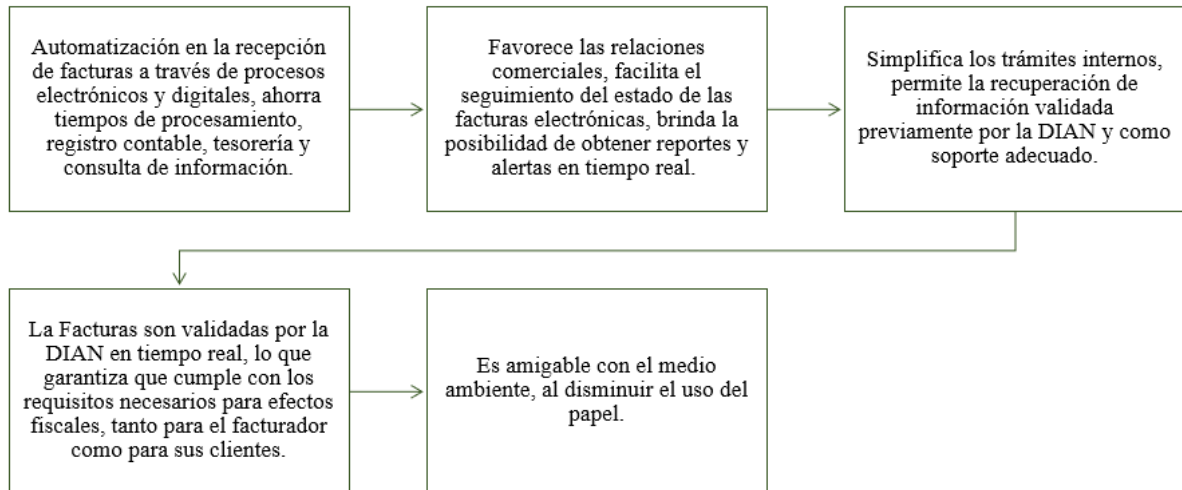 Automatización en la recepción
de facturas a través de procesos
electrónicos y digitales, ahorra
tiempos de procesamiento,
registro contable, tesorería y
consulta de información.
Favorece las relaciones
comerciales, facilita el
seguimiento del estado de las
facturas electrónicas, brinda la
posibilidad de obtener reportes y
alertas en tiempo real.
Simplifica los trámites internos,
permite la recuperación de
información validada
previamente por la DIAN y como
soporte adecuado.
La Facturas son validadas por la
DIAN en tiempo real, lo que
garantiza que cumple con los
requisitos necesarios para efectos
fiscales, tanto para el facturador
como para sus clientes.
Es amigable con el medio
ambiente, al disminuir el uso del
papel.